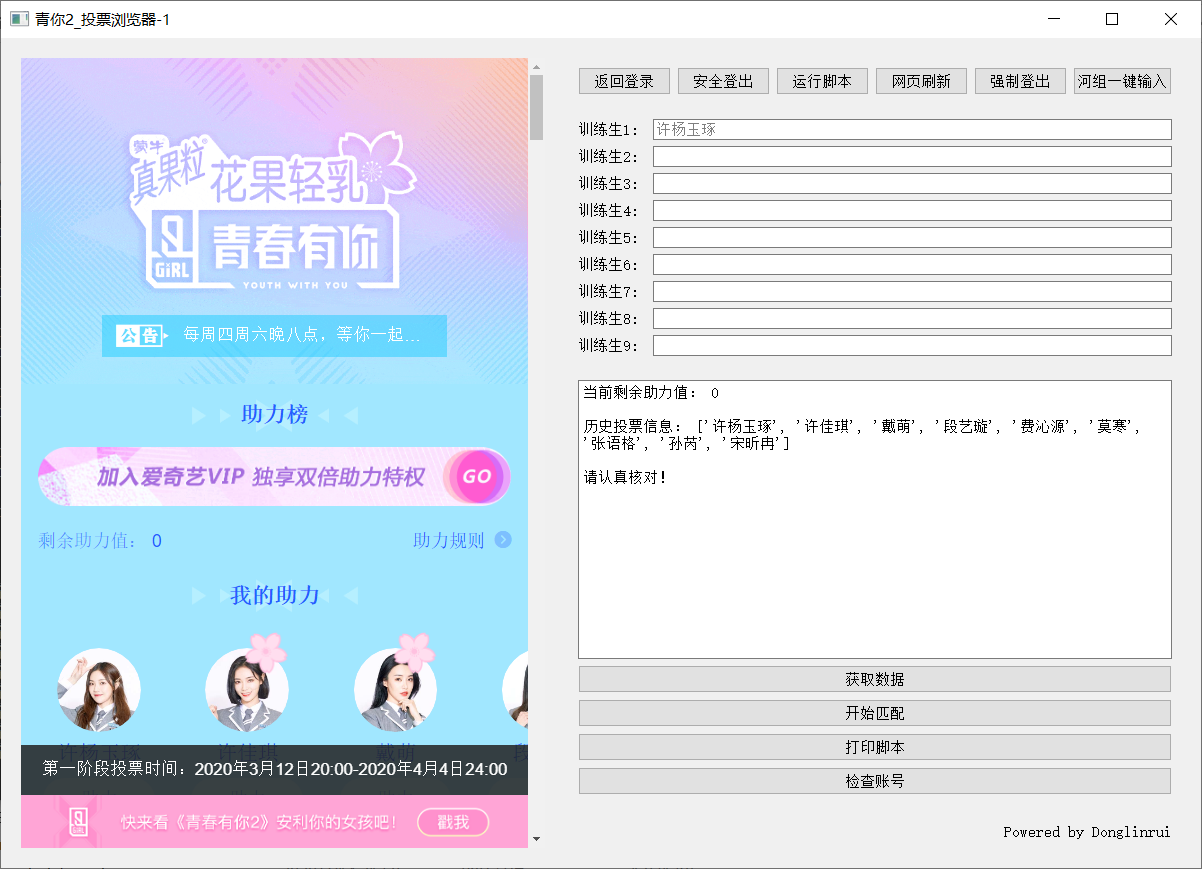 青你2_投票浏览器-1
蒙牛
真果粒
花果轻乳
GiRL
青春有你
YOUTH WITH YOU
公告
每周四周六晚八点，等你一起...
助力榜
加入爱奇艺VIP 独享双倍助力特权
GO
剩余助力值： 0
助力规则
我的助力
许杨玉琢
许佳琪
戴萌
段
第一阶段投票时间：2020年3月12日20:00-2020年4月4日24:00
快来看《青春有你2》安利你的女孩吧！
戳我
返回登录 安全登出 运行脚本 网页刷新 强制登出 河组一键输入
训练生1： 许杨玉琢
训练生2：
训练生3：
训练生4：
训练生5：
训练生6：
训练生7：
训练生8：
训练生9：
当前剩余助力值： 0
历史投票信息： ['许杨玉琢', '许佳琪', '戴萌', '段艺璇', '费沁源', '莫寒',
'张语格', '孙芮', '宋昕冉']
请认真核对！
获取数据
开始匹配
打印脚本
检查账号
Powered by Donglinrui